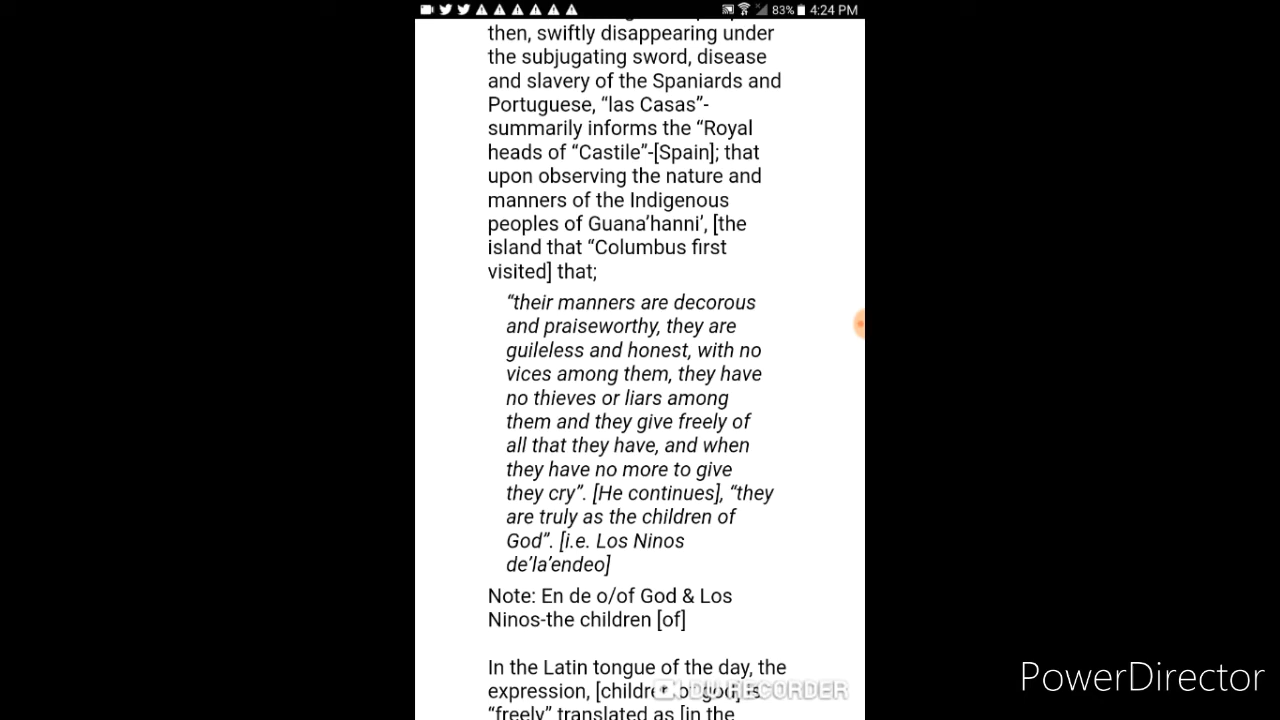 83% 4:24 PM
then, swiftly disappearing under
the subjugating sword, disease
and slavery of the Spaniards and
Portuguese, “las Casas”-
summarily informs the “Royal
heads of “Castile”-[Spain]; that
upon observing the nature and
manners of the Indigenous
peoples of Guana’hanni’, [the
island that “Columbus first
visited] that;
“their manners are decorous
and praiseworthy, they are
guileless and honest, with no
vices among them, they have
no thieves or liars among
them and they give freely of
all that they have, and when
they have no more to give
they cry”. [He continues], “they
are truly as the children of
God”. [i.e. Los Ninos
de’la’endeo]
Note: En de o/of God & Los
Ninos-the children [of]
In the Latin tongue of the day, the
expression, [children of god] is
“freely” translated as [in the
RECORDER
PowerDirector